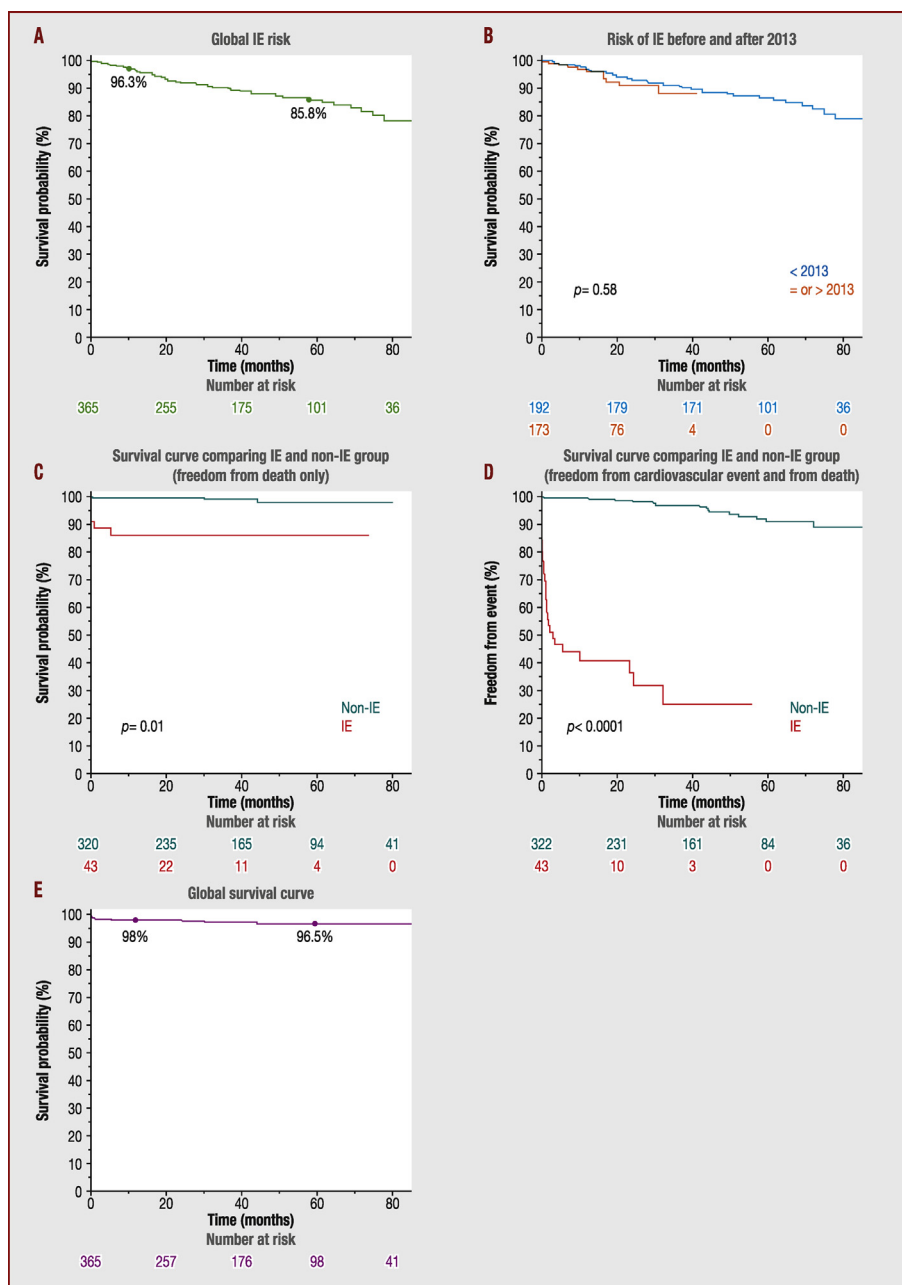 A
Global IE risk
Survival probability (%)
100
90
80
70
60
50
40
30
20
10
0
96.3%
85.8%
0 20 40 60 80
Time (months)
Number at risk
365 255 175 101 36
B
Risk of IE before and after 2013
Survival probability (%)
100
90
80
70
60
50
40
30
20
10
0
< 2013
= or > 2013
p= 0.58
0 20 40 60 80
Time (months)
Number at risk
192 179 171 101 36
173 76 4 0 0
C
Survival curve comparing IE and non-IE group
(freedom from death only)
Survival probability (%)
100
90
80
70
60
50
40
30
20
10
0
Non-IE
IE
p= 0.01
0 20 40 60 80
Time (months)
Number at risk
320 235 165 94 41
43 22 11 4 0
D
Survival curve comparing IE and non-IE group
(freedom from cardiovascular event and from death)
Freedom from event (%)
100
90
80
70
60
50
40
30
20
10
0
Non-IE
IE
p< 0.0001
0 20 40 60 80
Time (months)
Number at risk
322 231 161 84 36
43 10 3 0 0
E
Global survival curve
Survival probability (%)
100
90
80
70
60
50
40
30
20
10
0
98%
96.5%
0 20 40 60 80
Time (months)
Number at risk
365 257 176 98 41